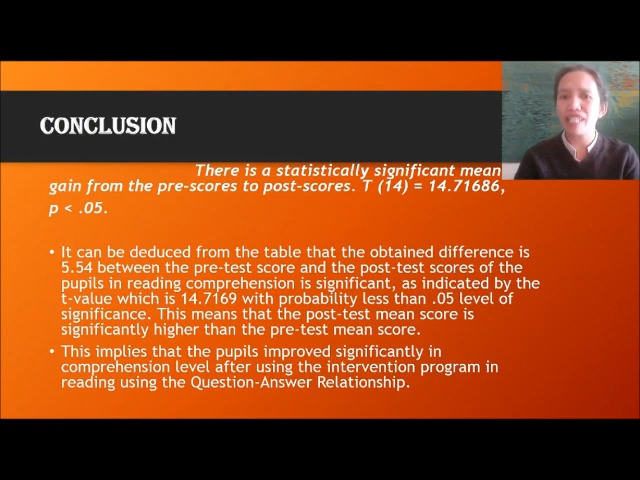 CONCLUSION
There is a statistically significant mean
gain from the pre-scores to post-scores. T (14) = 14.71686,
p < .05.
• It can be deduced from the table that the obtained difference is
5.54 between the pre-test score and the post-test scores of the
pupils in reading comprehension is significant, as indicated by the
t-value which is 14.7169 with probability less than .05 level of
significance. This means that the post-test mean score is
significantly higher than the pre-test mean score.
• This implies that the pupils improved significantly in
comprehension level after using the intervention program in
reading using the Question-Answer Relationship.